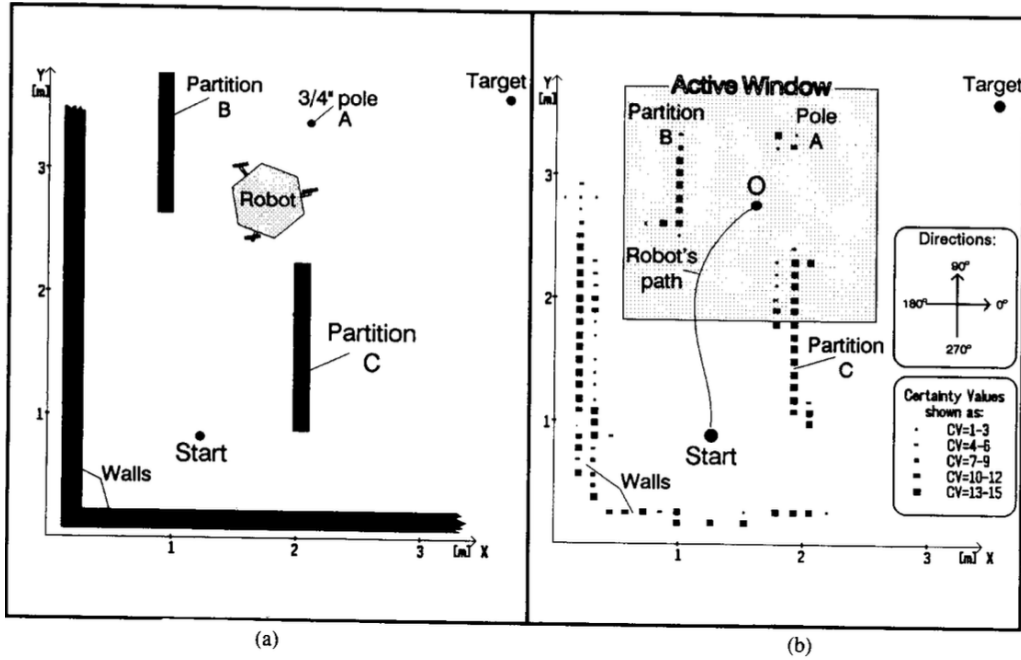 Y
[m]
Partition
B
3/4" pole
A
Target
3
Robot
2
Partition
C
1
Start
Walls
1
2
3
[m] X
(a)
Active Window
Y
[m]
Partition
B
Pole
A
Target
3
O
Robot's
path
2
Directions:
90°
180°
0°
270°
Partition
C
1
Start
Walls
Certainty Values
shown as:
CV=1-3
CV=4-6
CV=7-9
CV=10-12
CV=13-15
1
2
3
[m] X
(b)